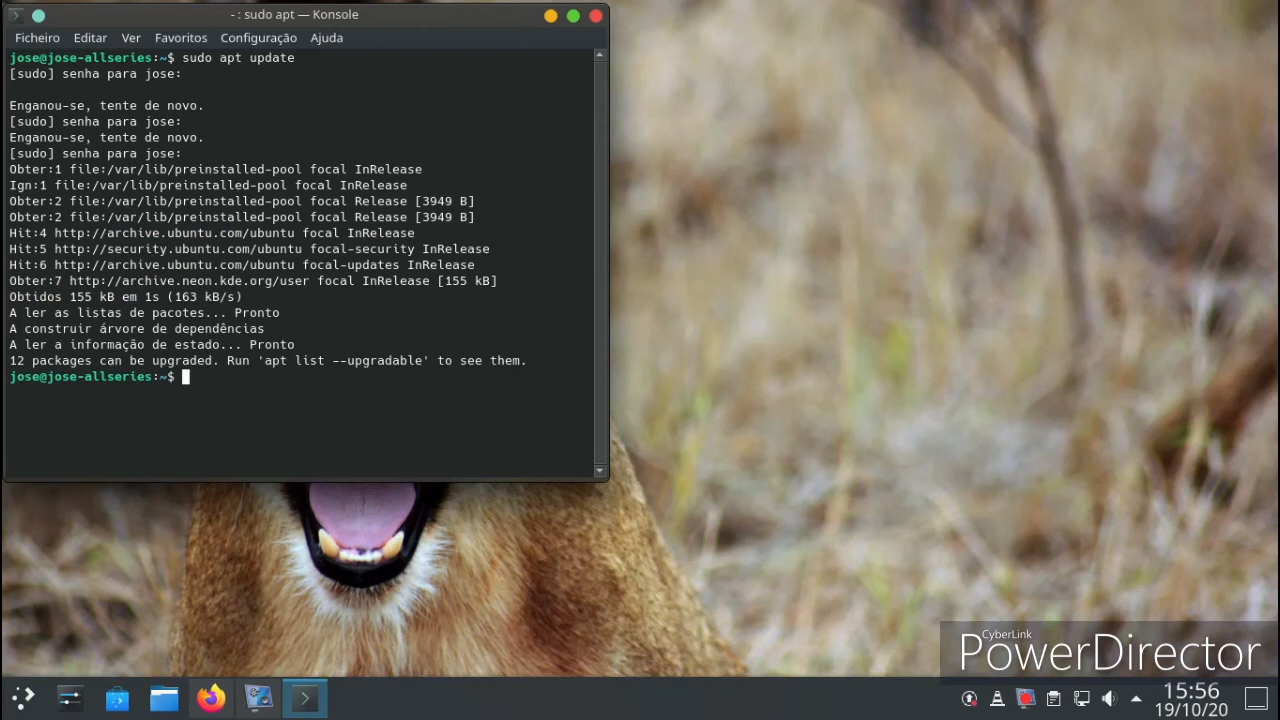 - : sudo apt — Konsole
Ficheiro Editar Ver Favoritos Configuração Ajuda
jose@jose-allseries:~$ sudo apt update
[sudo] senha para jose:
Enganou-se, tente de novo.
[sudo] senha para jose:
Enganou-se, tente de novo.
[sudo] senha para jose:
Obter:1 file:/var/lib/preinstalled-pool focal InRelease
Ign:1 file:/var/lib/preinstalled-pool focal InRelease
Obter:2 file:/var/lib/preinstalled-pool focal Release [3949 B]
Obter:2 file:/var/lib/preinstalled-pool focal Release [3949 B]
Hit:4 http://archive.ubuntu.com/ubuntu focal InRelease
Hit:5 http://security.ubuntu.com/ubuntu focal-security InRelease
Hit:6 http://archive.ubuntu.com/ubuntu focal-updates InRelease
Obter:7 http://archive.neon.kde.org/user focal InRelease [155 kB]
Obtidos 155 kB em 1s (163 kB/s)
A ler as listas de pacotes... Pronto
A construir árvore de dependências
A ler a informação de estado... Pronto
12 packages can be upgraded. Run 'apt list --upgradable' to see them.
jose@jose-allseries:~$
CyberLink
PowerDirector
15:56
19/10/20